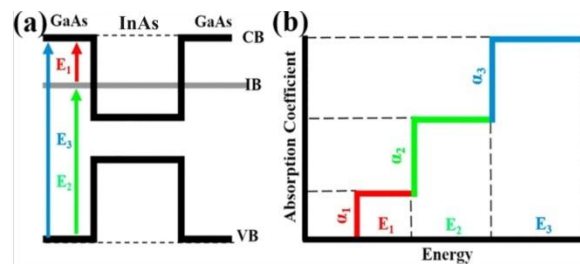 (a)
GaAs InAs GaAs
CB
E₁
IB
E₃
E₂
VB
(b)
Absorption Coefficient
α₁
α₂
α₃
E₁ E₂ E₃
Energy